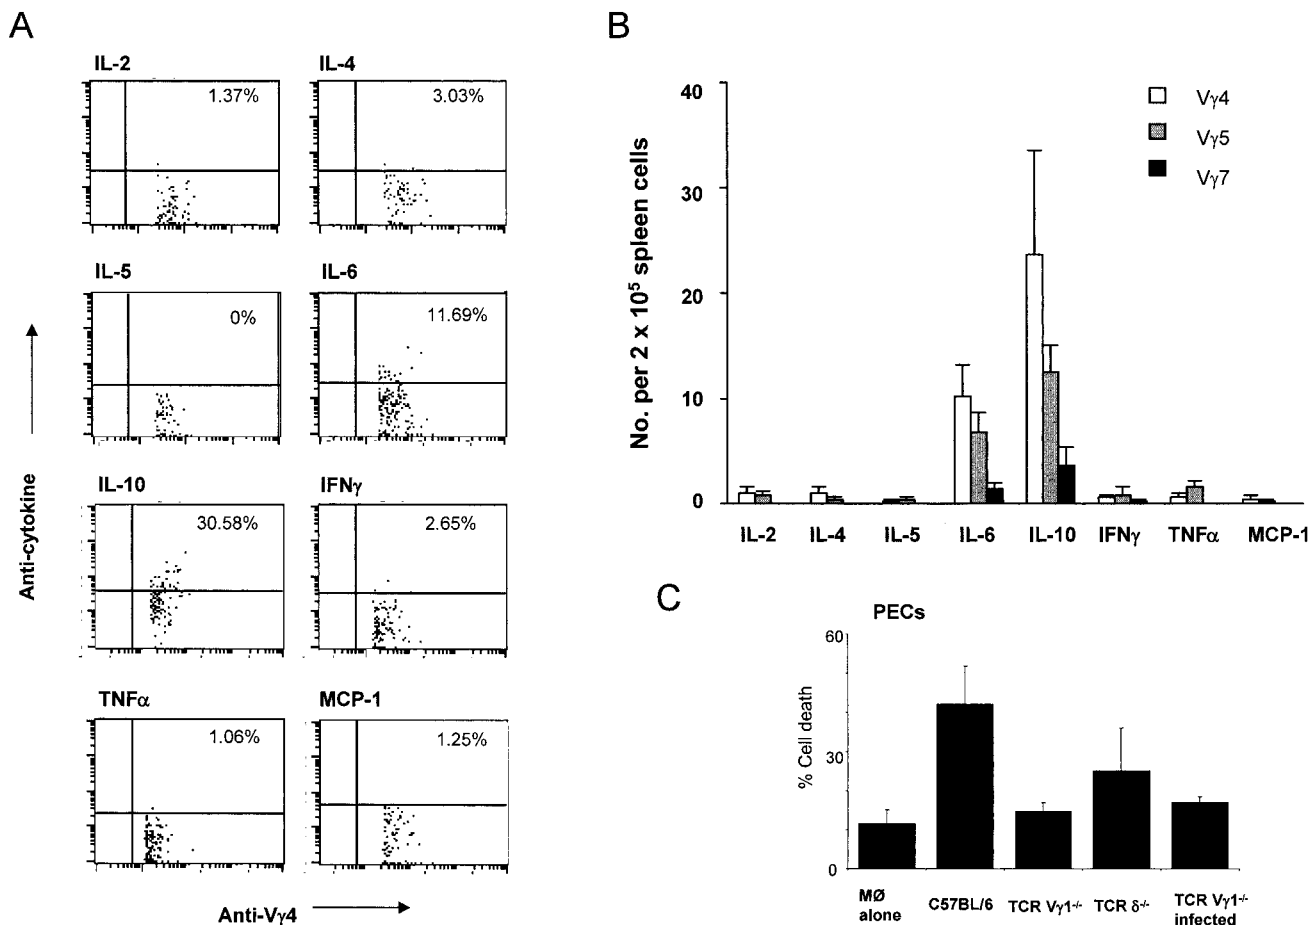 A
IL-2
1.37%
IL-4
3.03%
IL-5
0%
IL-6
11.69%
IL-10
30.58%
IFNγ
2.65%
TNFα
1.06%
MCP-1
1.25%
Anti-cytokine
Anti-Vγ4
B
No. per 2 x 10⁵ spleen cells
40
30
20
10
0
Vγ4
Vγ5
Vγ7
IL-2 IL-4 IL-5 IL-6 IL-10 IFNγ TNFα MCP-1
C
PECs
% Cell death
60
30
0
MØ alone
C57BL/6
TCR Vγ1⁻/⁻
TCR δ⁻/⁻
TCR Vγ1⁻/⁻
infected